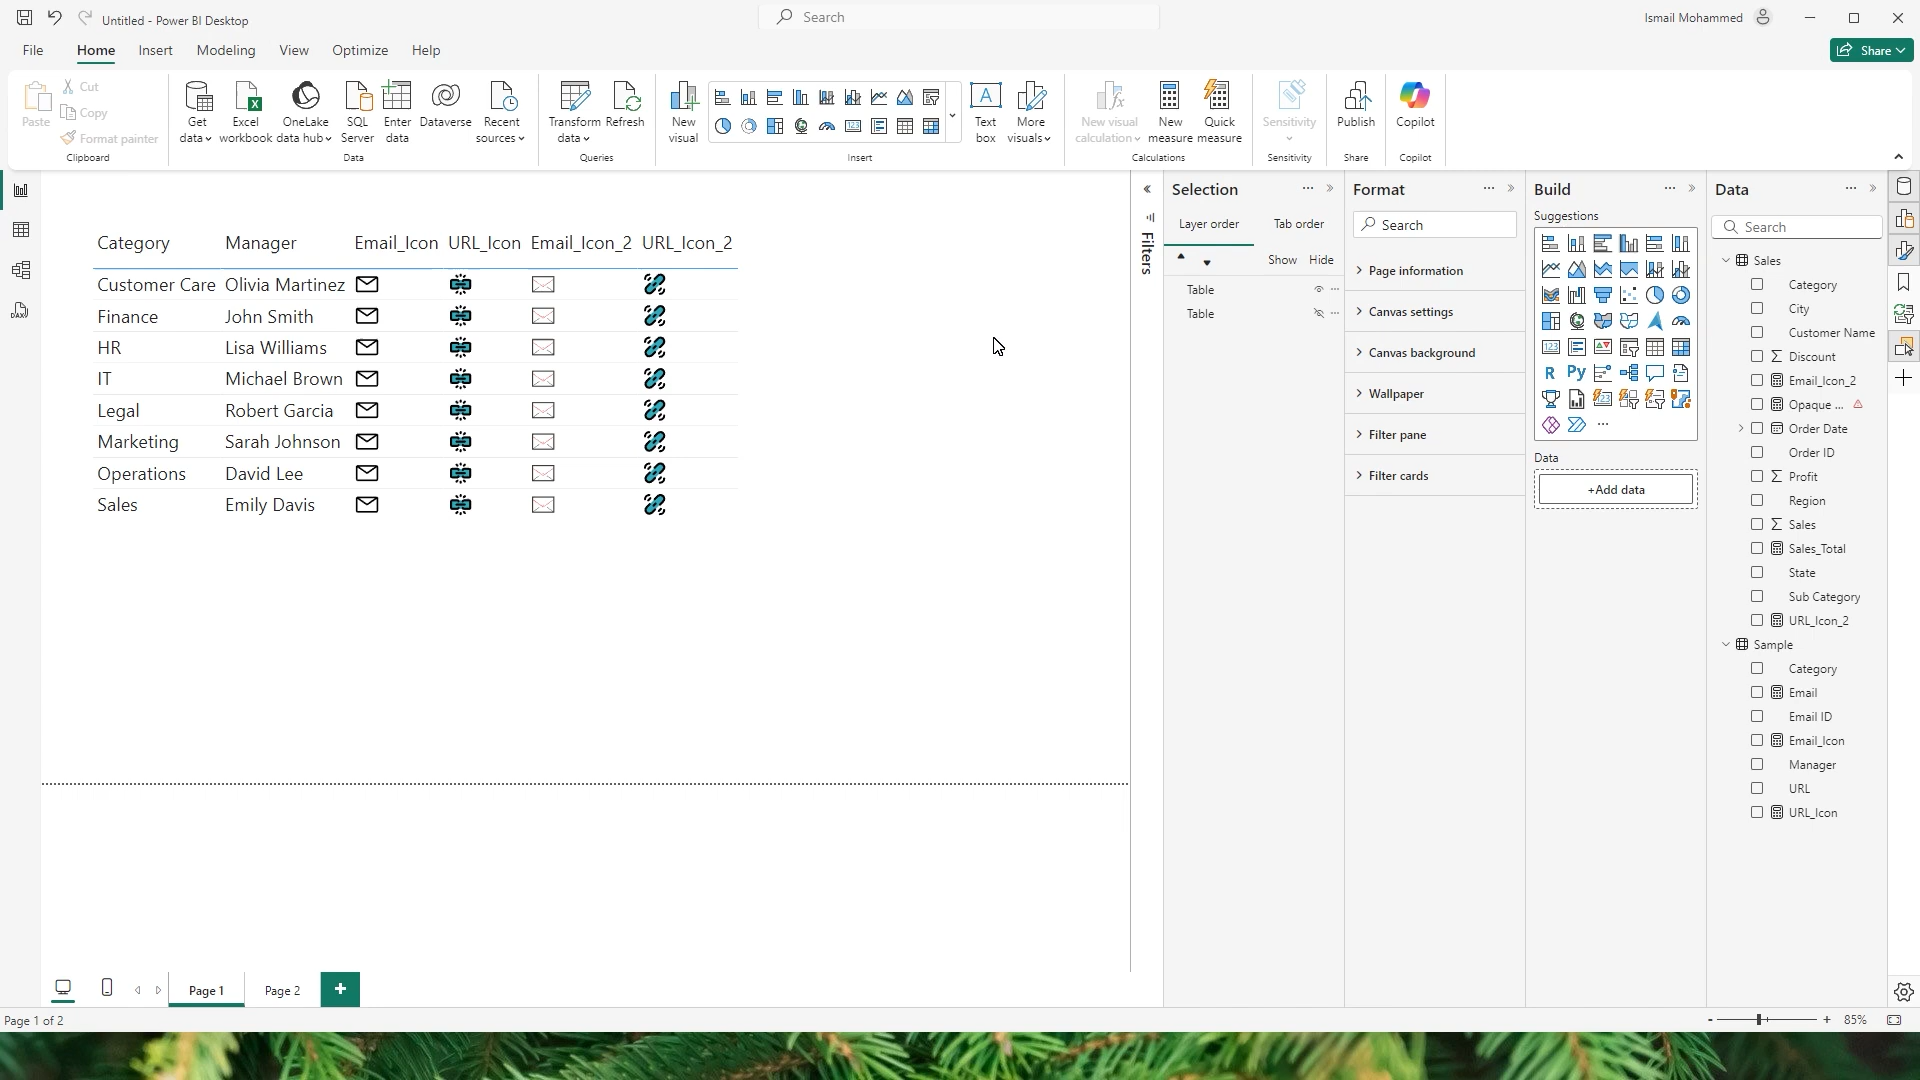 Untitled - Power BI Desktop
Search
Ismail Mohammed
File Home Insert Modeling View Optimize Help
Share
Paste
Cut
Copy
Format painter
Clipboard
Get data
Excel workbook
OneLake data hub
SQL Server
Enter data
Dataverse
Recent sources
Data
Transform data
Refresh
Queries
New visual
Text box
More visuals
Insert
New visual calculation
New measure
Quick measure
Calculations
Sensitivity
Sensitivity
Publish
Share
Copilot
Copilot
Category Manager Email_Icon URL_Icon Email_Icon_2 URL_Icon_2
Customer Care Olivia Martinez
Finance John Smith
HR Lisa Williams
IT Michael Brown
Legal Robert Garcia
Marketing Sarah Johnson
Operations David Lee
Sales Emily Davis
Filters
Selection
Layer order Tab order
Show Hide
Table
Table
Format
Search
Page information
Canvas settings
Canvas background
Wallpaper
Filter pane
Filter cards
Build
Suggestions
123
R Py
123
Data
+Add data
Data
Search
Sales
Category
City
Customer Name
Discount
Email_Icon_2
Opaque ...
Order Date
Order ID
Profit
Region
Sales
Sales_Total
State
Sub Category
URL_Icon_2
Sample
Category
Email
Email ID
Email_Icon
Manager
URL
URL_Icon
Page 1 Page 2 +
Page 1 of 2
- + 85%